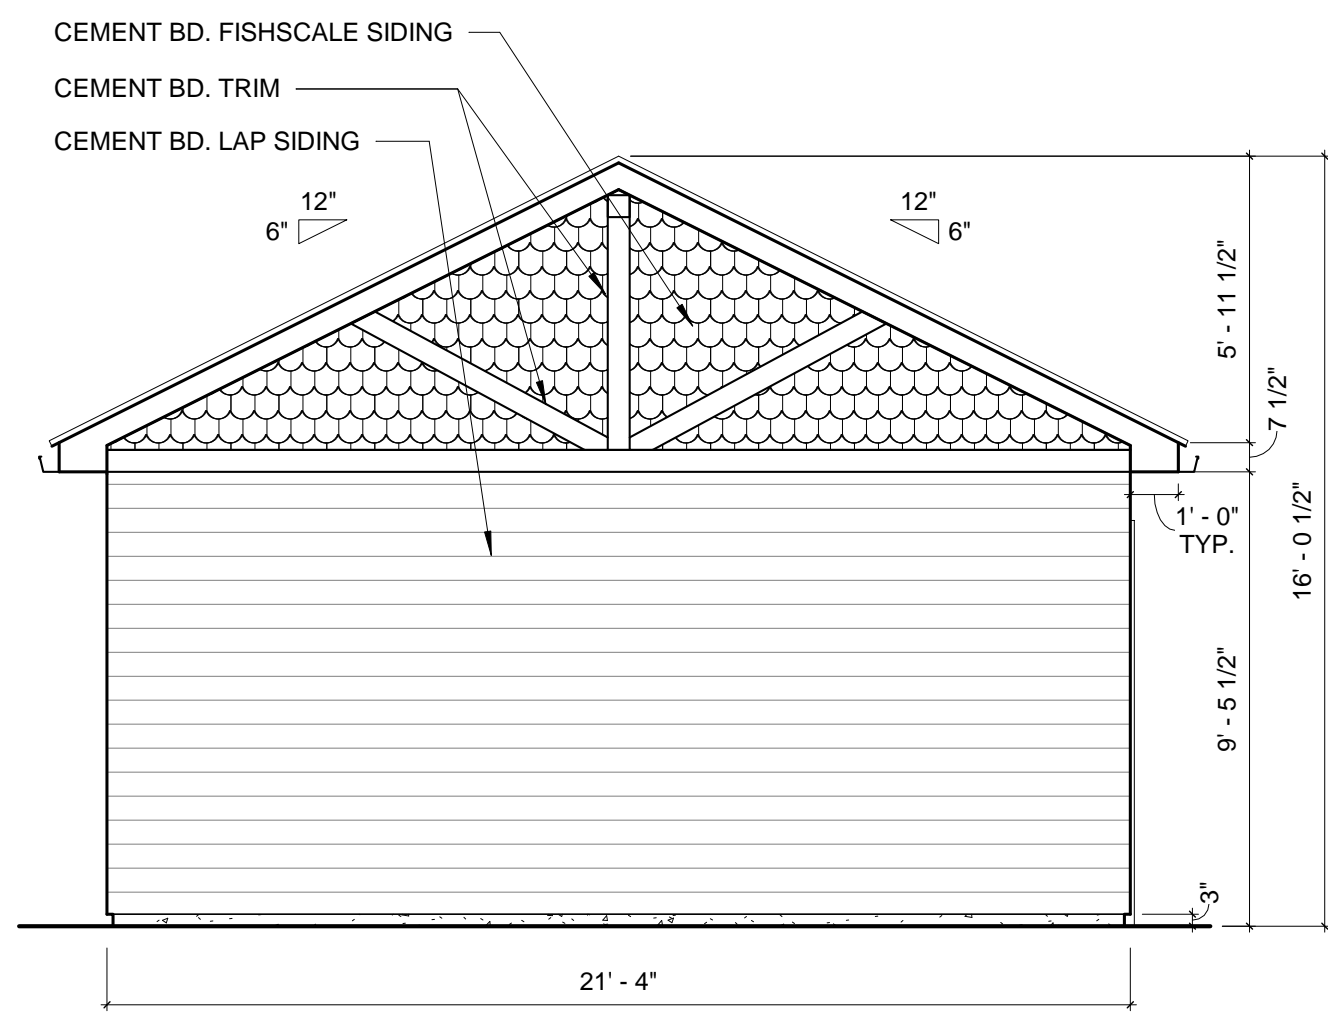 CEMENT BD. FISHSCALE SIDING
CEMENT BD. TRIM
CEMENT BD. LAP SIDING
12"
6"
12"
6"
5' - 11 1/2"
7 1/2"
1' - 0"
TYP.
16' - 0 1/2"
9' - 5 1/2"
3"
21' - 4"